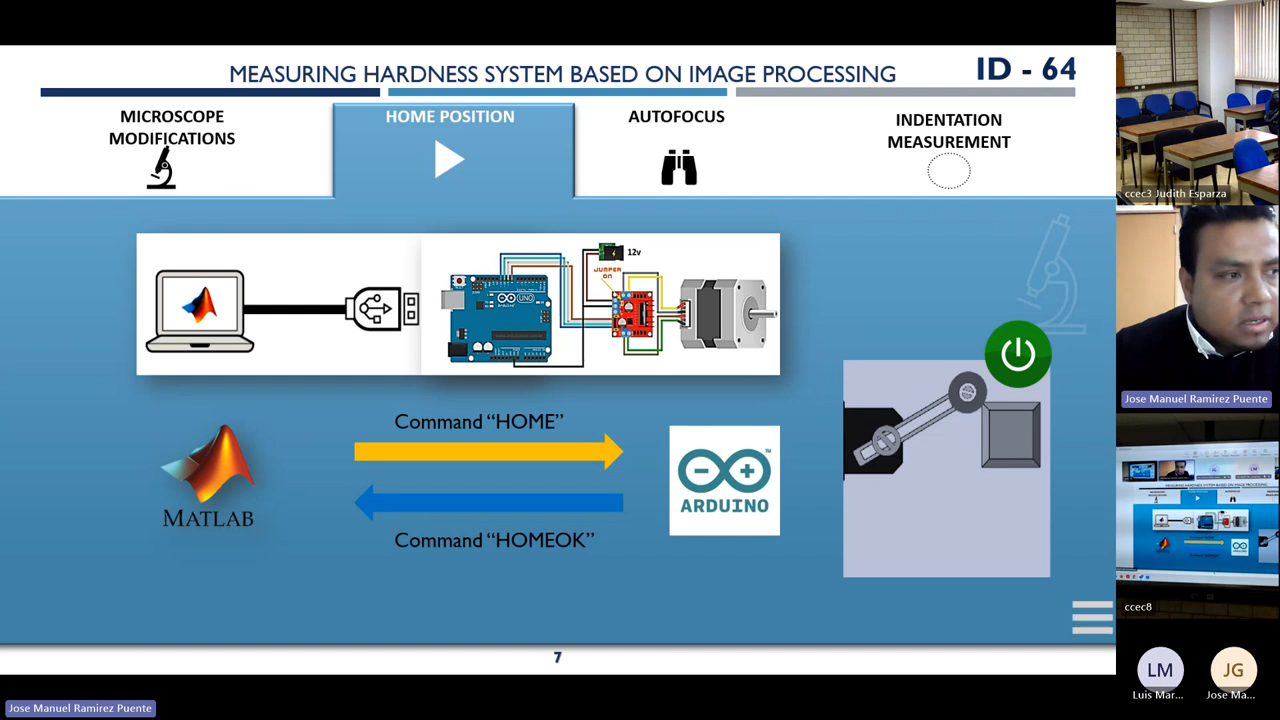 MEASURING HARDNESS SYSTEM BASED ON IMAGE PROCESSING
ID - 64
MICROSCOPE
MODIFICATIONS
HOME POSITION
AUTOFOCUS
INDENTATION
MEASUREMENT
12v
JUMPER
ON
UNO
Command “HOME”
MATLAB
ARDUINO
Command “HOMEOK”
7
Jose Manuel Ramirez Puente
ccec3 Judith Esparza
Jose Manuel Ramirez Puente
ccec8
LM
Luis Mar...
JG
Jose Ma...